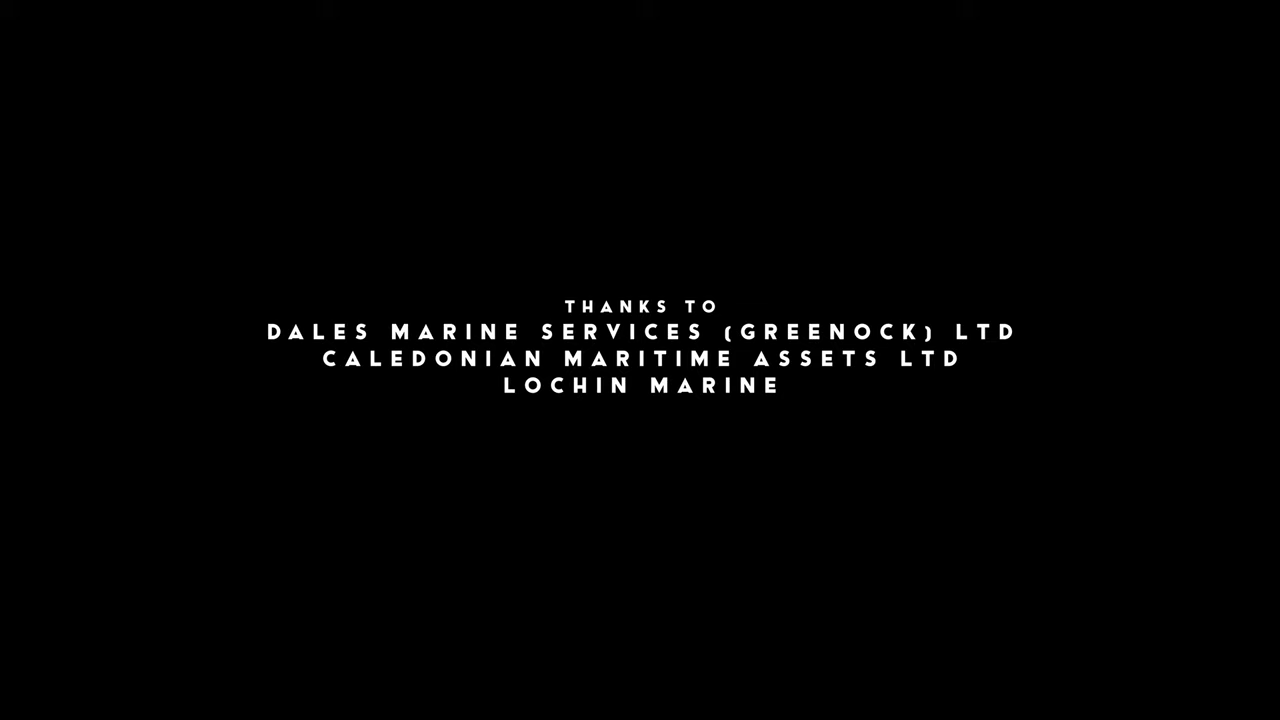 THANKS TO
DALES MARINE SERVICES (GREENOCK) LTD
CALEDONIAN MARITIME ASSETS LTD
LOCHIN MARINE